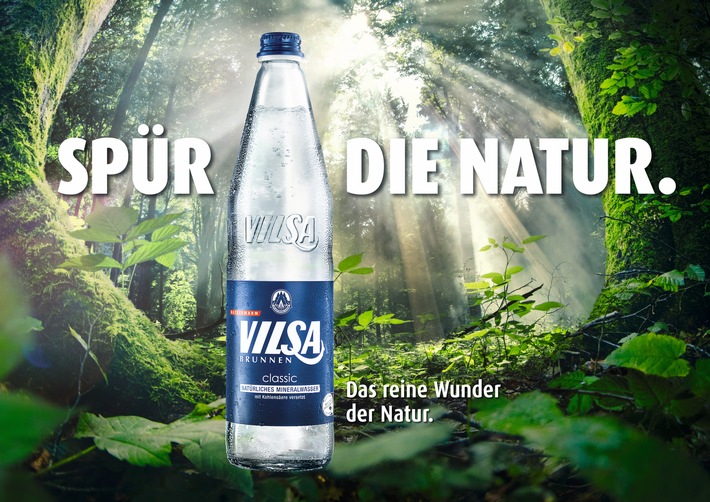 SPÜR DIE NATUR.
VILSA
VILSA
BRUNNEN
classic
NATÜRLICHES MINERALWASSER
mit Kohlensäure versetzt
Das reine Wunder
der Natur.